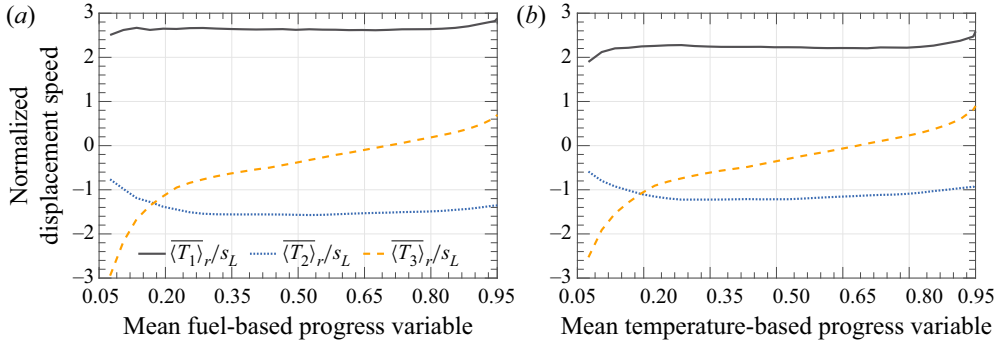 (a)
(b)
Normalized
displacement speed
3
2
1
0
−1
−2
−3
0.05 0.20 0.35 0.50 0.65 0.80 0.95
Mean fuel-based progress variable
⟨T₁⟩ᵣ/s_L ⟨T₂⟩ᵣ/s_L ⟨T₃⟩ᵣ/s_L
3
2
1
0
−1
−2
−3
0.05 0.20 0.35 0.50 0.65 0.80 0.95
Mean temperature-based progress variable